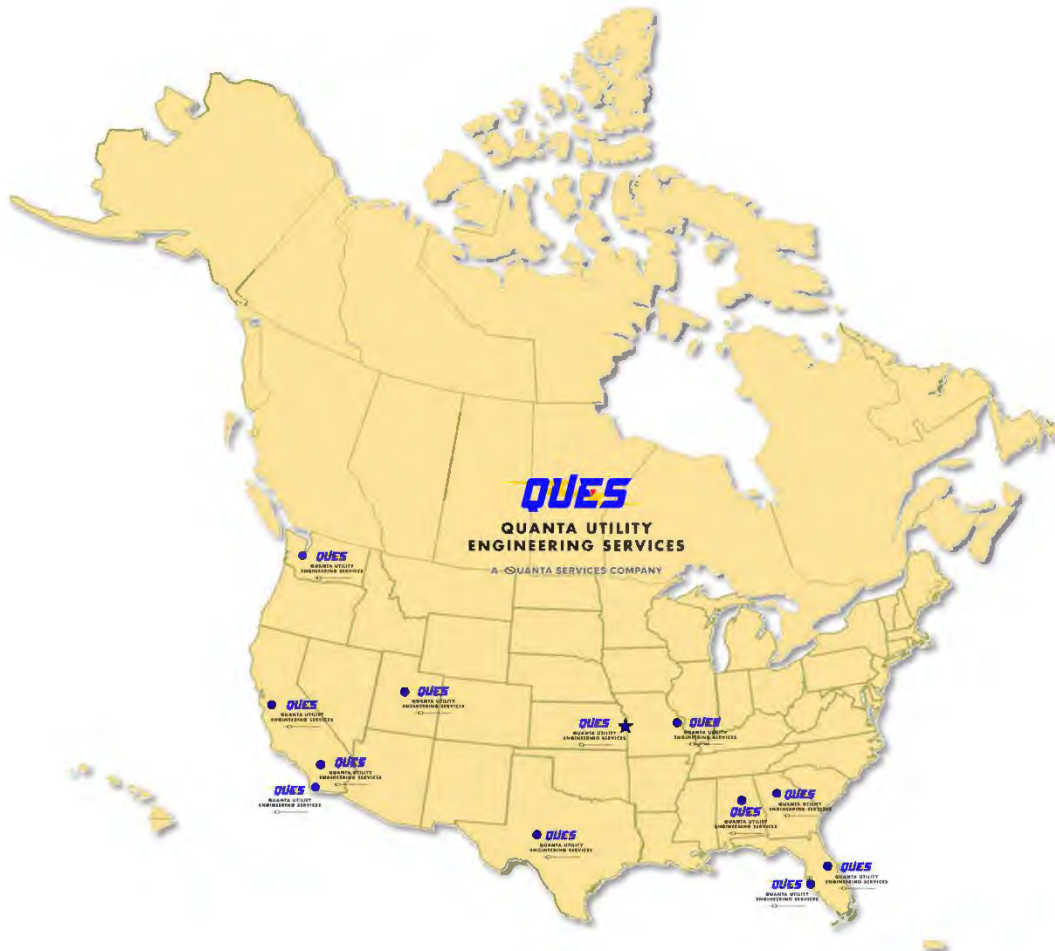 QUES
QUANTA UTILITY
ENGINEERING SERVICES
A QUANTA SERVICES COMPANY
QUES
QUANTA UTILITY
ENGINEERING SERVICES
QUES
QUANTA UTILITY
ENGINEERING SERVICES
QUES
QUANTA UTILITY
ENGINEERING SERVICES
QUES
QUANTA UTILITY
ENGINEERING SERVICES
QUES
QUANTA UTILITY
ENGINEERING SERVICES
QUES
QUANTA UTILITY
ENGINEERING SERVICES
QUES
QUANTA UTILITY
ENGINEERING SERVICES
QUES
QUANTA UTILITY
ENGINEERING SERVICES
QUES
QUANTA UTILITY
ENGINEERING SERVICES
QUES
QUANTA UTILITY
ENGINEERING SERVICES
QUES
QUANTA UTILITY
ENGINEERING SERVICES
QUES
QUANTA UTILITY
ENGINEERING SERVICES